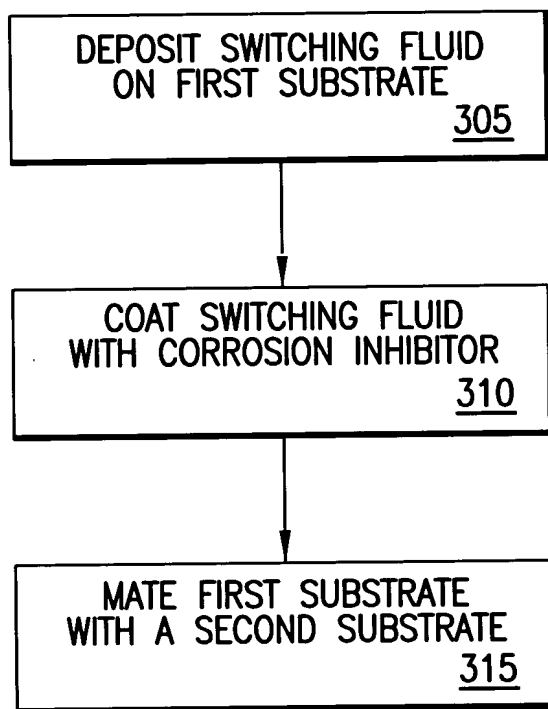 DEPOSIT SWITCHING FLUID
ON FIRST SUBSTRATE
305
COAT SWITCHING FLUID
WITH CORROSION INHIBITOR
310
MATE FIRST SUBSTRATE
WITH A SECOND SUBSTRATE
315